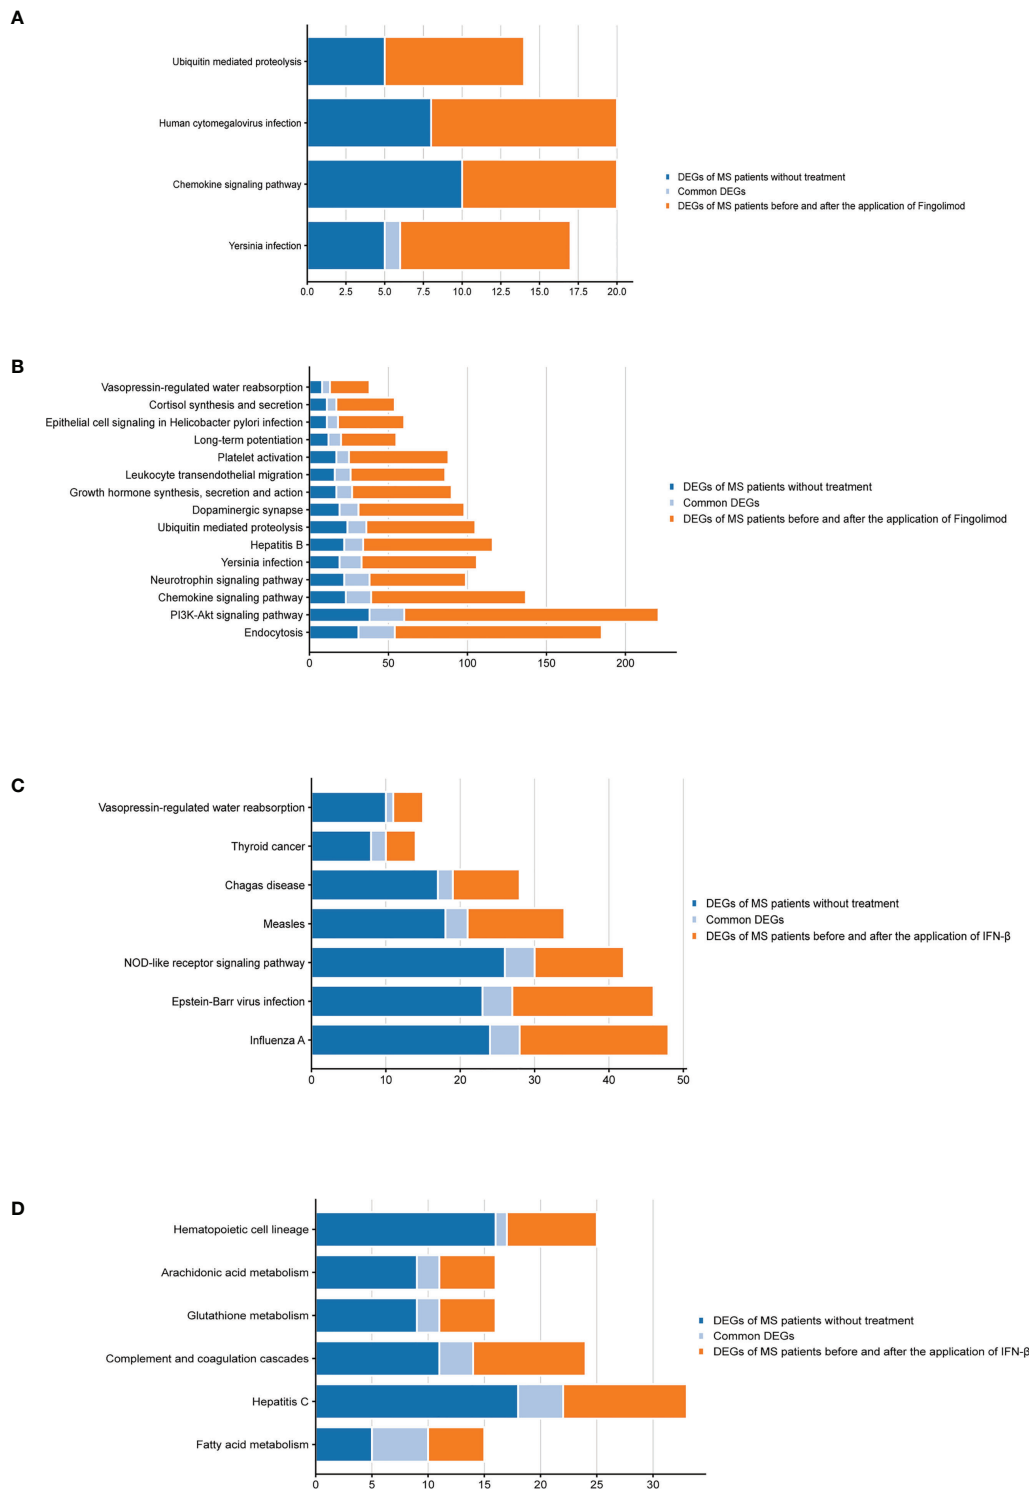 A
Ubiquitin mediated proteolysis
Human cytomegalovirus infection
Chemokine signaling pathway
Yersinia infection
0.0 2.5 5.0 7.5 10.0 12.5 15.0 17.5 20.0
DEGs of MS patients without treatment
Common DEGs
DEGs of MS patients before and after the application of Fingolimod
B
Vasopressin-regulated water reabsorption
Cortisol synthesis and secretion
Epithelial cell signaling in Helicobacter pylori infection
Long-term potentiation
Platelet activation
Leukocyte transendothelial migration
Growth hormone synthesis, secretion and action
Dopaminergic synapse
Ubiquitin mediated proteolysis
Hepatitis B
Yersinia infection
Neurotrophin signaling pathway
Chemokine signaling pathway
PI3K-Akt signaling pathway
Endocytosis
0 50 100 150 200
DEGs of MS patients without treatment
Common DEGs
DEGs of MS patients before and after the application of Fingolimod
C
Vasopressin-regulated water reabsorption
Thyroid cancer
Chagas disease
Measles
NOD-like receptor signaling pathway
Epstein-Barr virus infection
Influenza A
0 10 20 30 40 50
DEGs of MS patients without treatment
Common DEGs
DEGs of MS patients before and after the application of IFN-β
D
Hematopoietic cell lineage
Arachidonic acid metabolism
Glutathione metabolism
Complement and coagulation cascades
Hepatitis C
Fatty acid metabolism
0 5 10 15 20 25 30
DEGs of MS patients without treatment
Common DEGs
DEGs of MS patients before and after the application of IFN-β